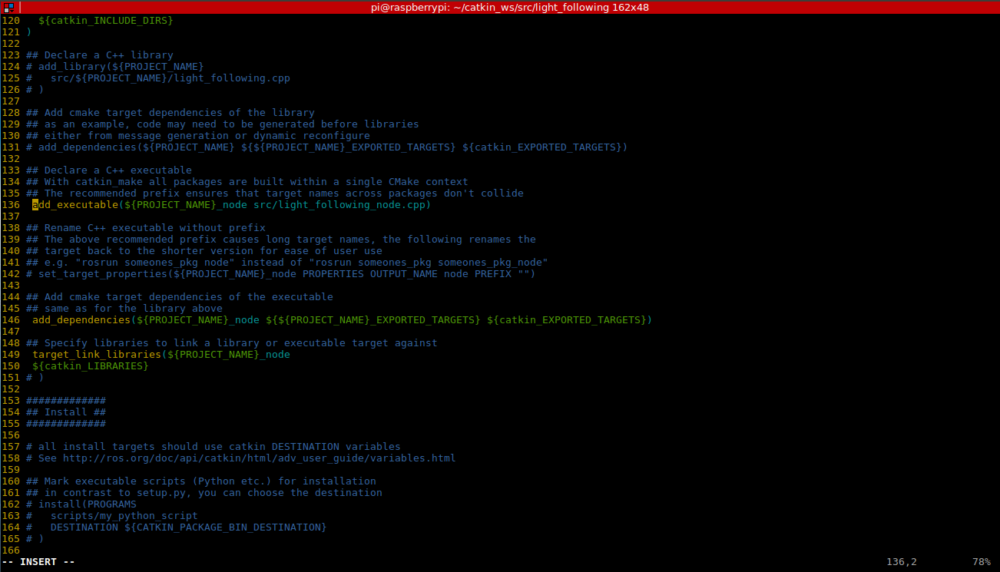 pi@raspberrypi: ~/catkin_ws/src/light_following 162x48
120   ${catkin_INCLUDE_DIRS}
121 )
122
123 ## Declare a C++ library
124 # add_library(${PROJECT_NAME}
125 #   src/${PROJECT_NAME}/light_following.cpp
126 # )
127
128 ## Add cmake target dependencies of the library
129 ## as an example, code may need to be generated before libraries
130 ## either from message generation or dynamic reconfigure
131 # add_dependencies(${PROJECT_NAME} ${${PROJECT_NAME}_EXPORTED_TARGETS} ${catkin_EXPORTED_TARGETS})
132
133 ## Declare a C++ executable
134 ## With catkin_make all packages are built within a single CMake context
135 ## The recommended prefix ensures that target names across packages don't collide
136  add_executable(${PROJECT_NAME}_node src/light_following_node.cpp)
137
138 ## Rename C++ executable without prefix
139 ## The above recommended prefix causes long target names, the following renames the
140 ## target back to the shorter version for ease of user use
141 ## e.g. "rosrun someones_pkg node" instead of "rosrun someones_pkg someones_pkg_node"
142 # set_target_properties(${PROJECT_NAME}_node PROPERTIES OUTPUT_NAME node PREFIX "")
143
144 ## Add cmake target dependencies of the executable
145 ## same as for the library above
146  add_dependencies(${PROJECT_NAME}_node ${${PROJECT_NAME}_EXPORTED_TARGETS} ${catkin_EXPORTED_TARGETS})
147
148 ## Specify libraries to link a library or executable target against
149  target_link_libraries(${PROJECT_NAME}_node
150  ${catkin_LIBRARIES}
151 # )
152
153 #############
154 ## Install ##
155 #############
156
157 # all install targets should use catkin DESTINATION variables
158 # See http://ros.org/doc/api/catkin/html/adv_user_guide/variables.html
159
160 ## Mark executable scripts (Python etc.) for installation
161 ## in contrast to setup.py, you can choose the destination
162 # install(PROGRAMS
163 #   scripts/my_python_script
164 #   DESTINATION ${CATKIN_PACKAGE_BIN_DESTINATION}
165 # )
166
-- INSERT -- 136,2 78%